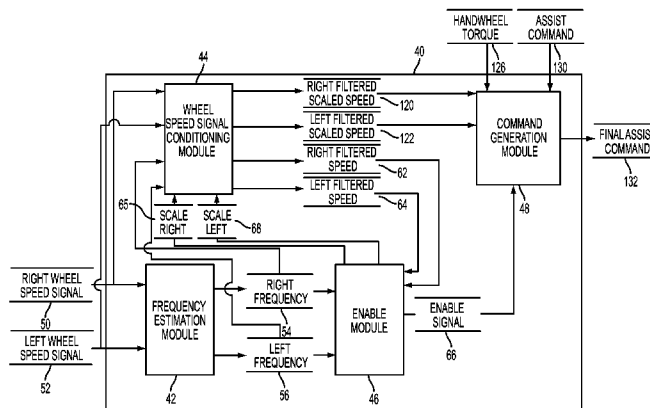 HANDWHEEL
TORQUE
126
ASSIST
COMMAND
130
44
40
WHEEL
SPEED SIGNAL
CONDITIONING
MODULE
RIGHT FILTERED
SCALED SPEED
120
LEFT FILTERED
SCALED SPEED
122
RIGHT FILTERED
SPEED
62
LEFT FILTERED
SPEED
64
COMMAND
GENERATION
MODULE
48
FINAL ASSIST
COMMAND
132
65
SCALE
RIGHT
SCALE
LEFT
68
RIGHT WHEEL
SPEED SIGNAL
50
LEFT WHEEL
SPEED SIGNAL
52
FREQUENCY
ESTIMATION
MODULE
42
RIGHT
FREQUENCY
54
LEFT
FREQUENCY
56
ENABLE
MODULE
46
ENABLE
SIGNAL
66